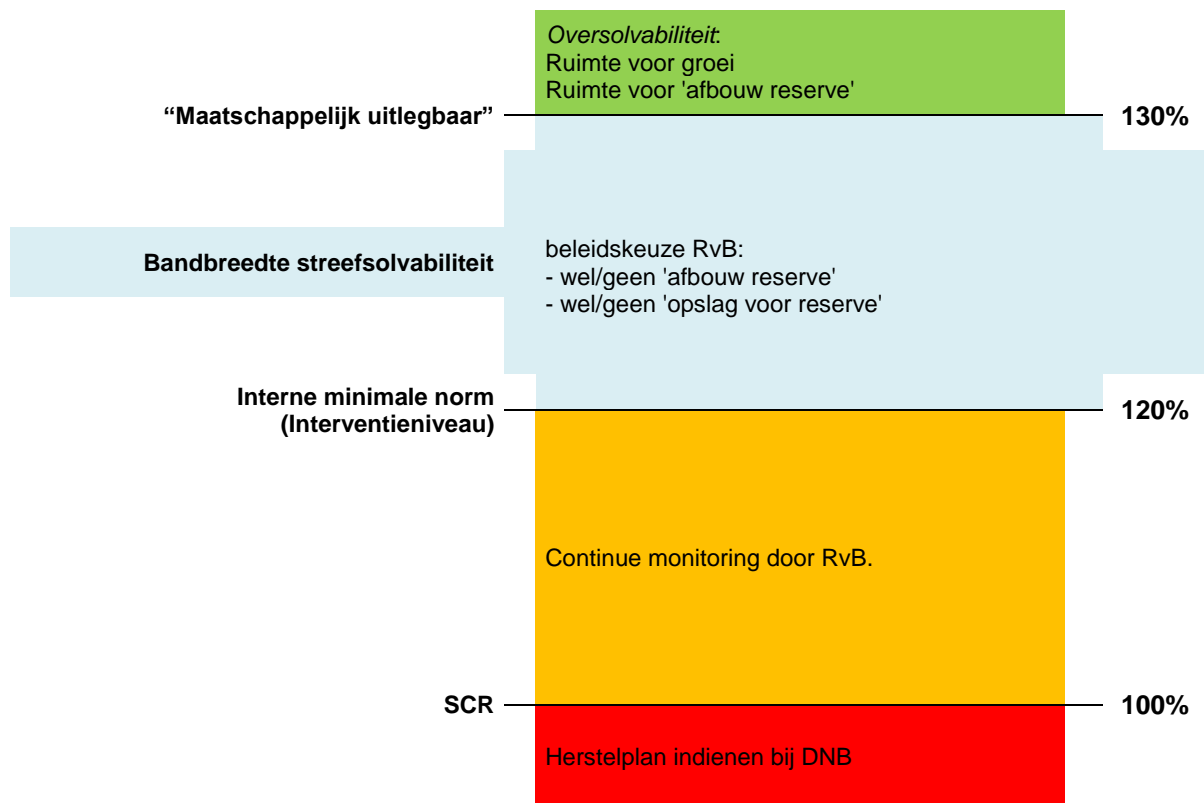 Oversolvabiliteit:
Ruimte voor groei
Ruimte voor 'afbouw reserve'
“Maatschappelijk uitlegbaar”
130%
Bandbreedte streefsolvabiliteit
beleidskeuze RvB:
- wel/geen 'afbouw reserve'
- wel/geen 'opslag voor reserve'
Interne minimale norm
(Interventieniveau)
120%
Continue monitoring door RvB.
SCR
100%
Herstelplan indienen bij DNB